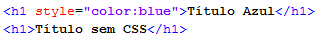 <h1 style="color:blue">Título Azul</h1>
<h1>Título sem CSS</h1>